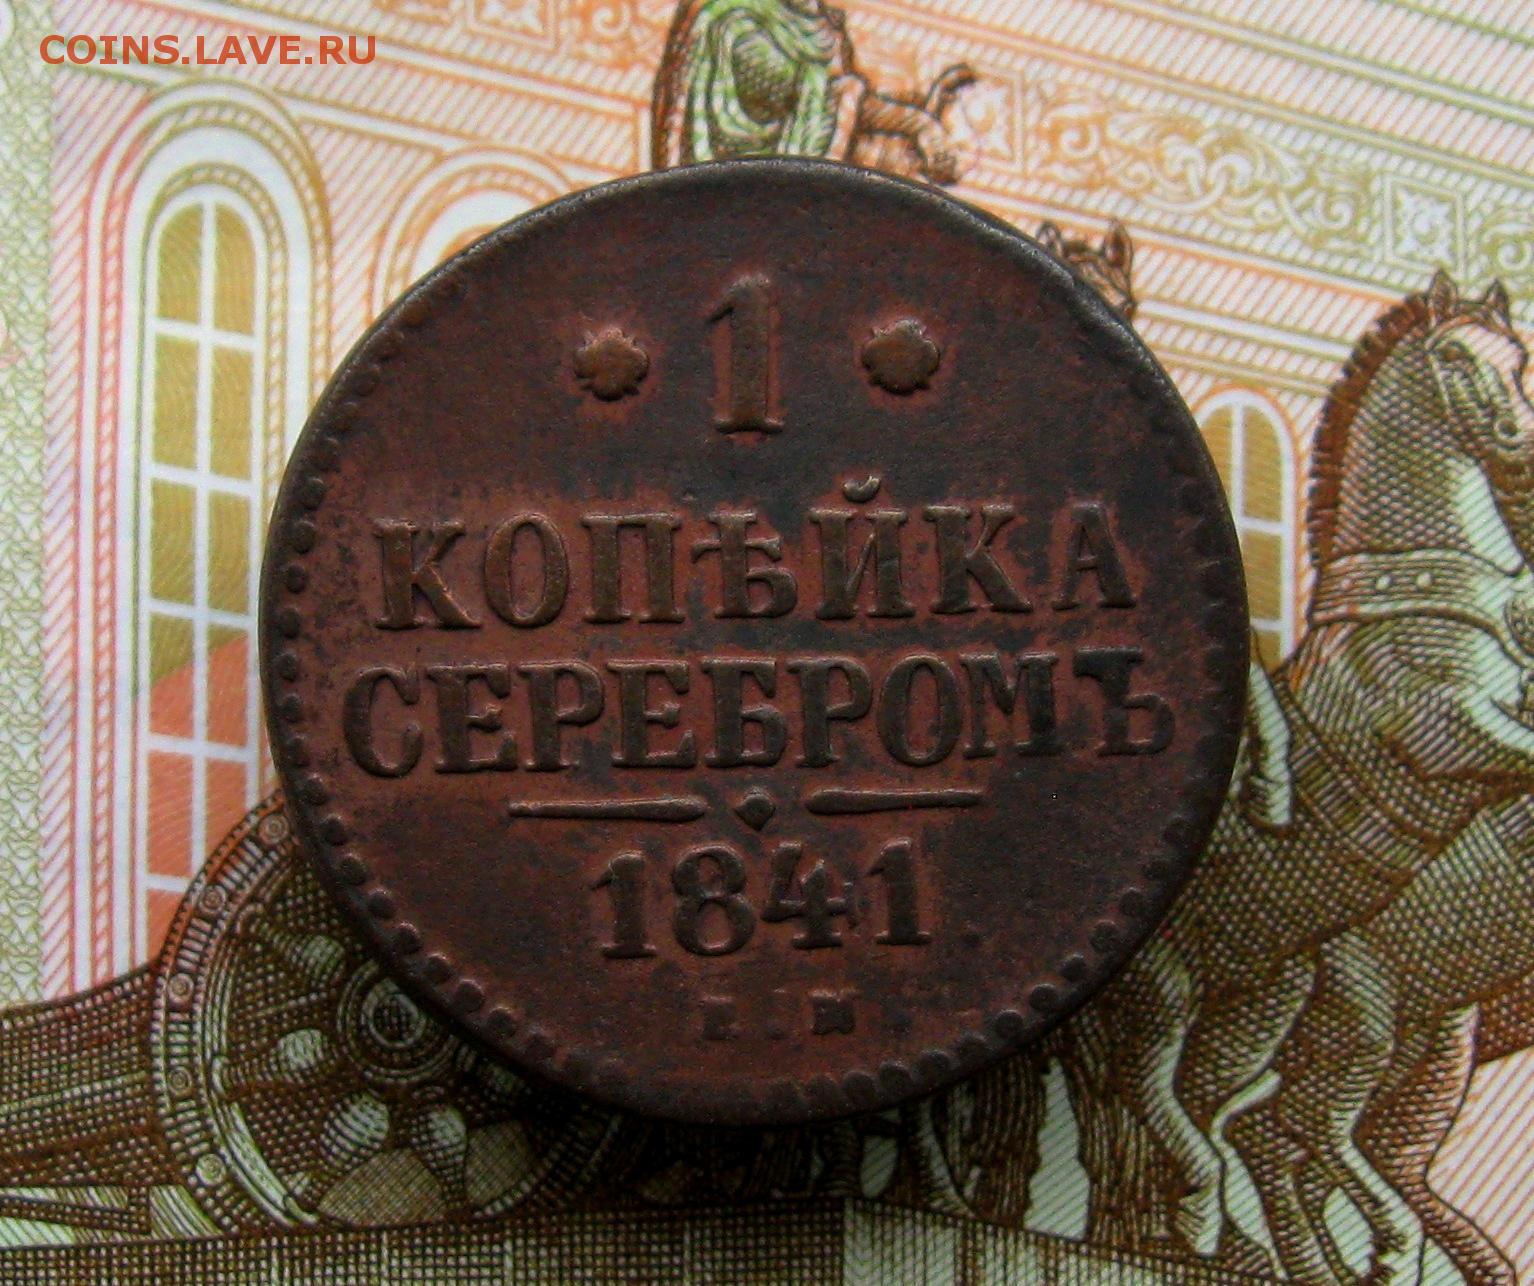 COINS.LAVE.RU
1
КОПѢЙКА
СЕРЕБРОМЪ
1841